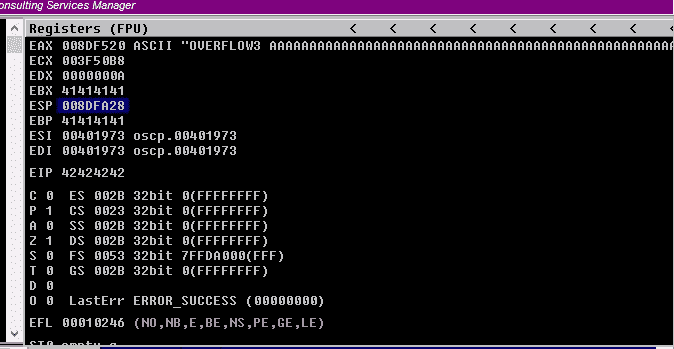 onsulting Services Manager
Registers (FPU) < < < < < < < <
EAX 008DF520 ASCII "OVERFLOW3 AAAAAAAAAAAAAAAAAAAAAAAAAAAAAAAAAAAAAAAAAAAAAAAAAA
ECX 003F50B8
EDX 0000000A
EBX 41414141
ESP 008DFA28
EBP 41414141
ESI 00401973 oscp.00401973
EDI 00401973 oscp.00401973
EIP 42424242
C 0 ES 002B 32bit 0(FFFFFFFF)
P 1 CS 0023 32bit 0(FFFFFFFF)
A 0 SS 002B 32bit 0(FFFFFFFF)
Z 1 DS 002B 32bit 0(FFFFFFFF)
S 0 FS 0053 32bit 7FFDA000(FFF)
T 0 GS 002B 32bit 0(FFFFFFFF)
D 0
O 0 LastErr ERROR_SUCCESS (00000000)
EFL 00010246 (NO,NB,E,BE,NS,PE,GE,LE)
ST0 empty g